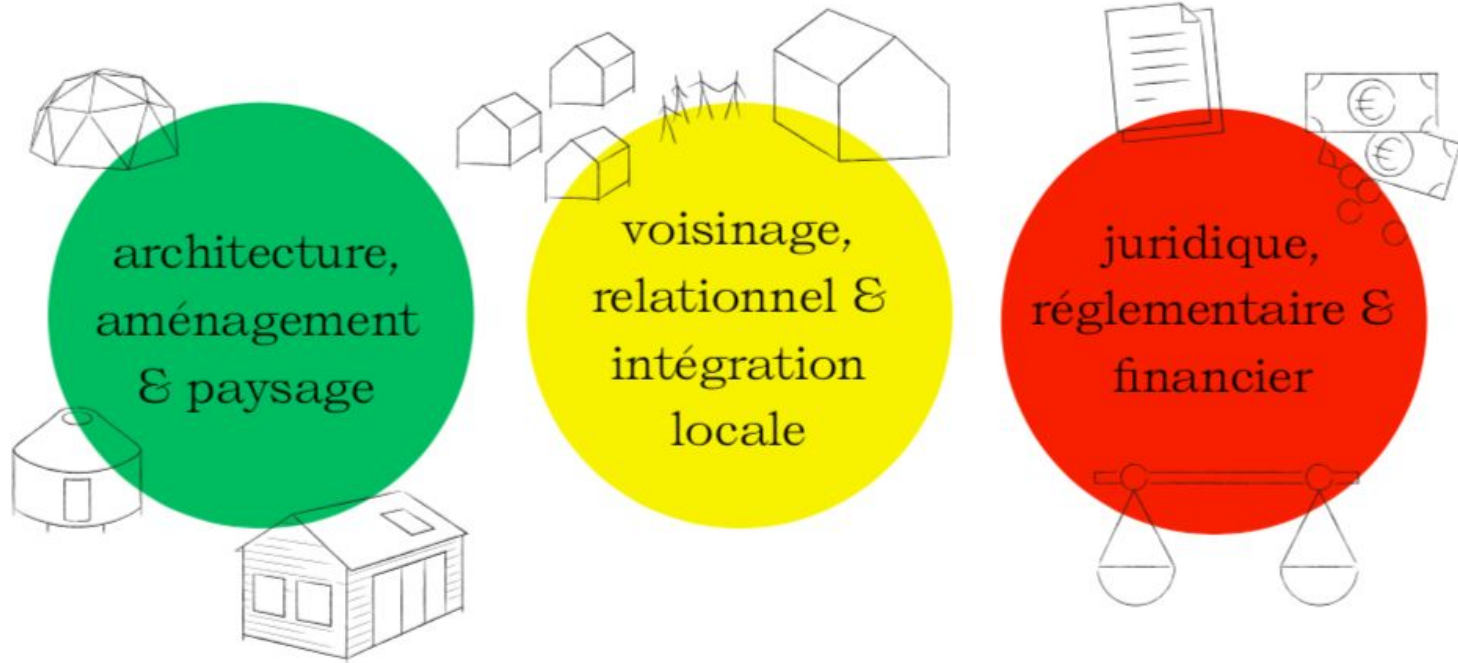 architecture,
aménagement
& paysage
voisinage,
relationnel &
intégration
locale
juridique,
réglementaire &
financier
€
€